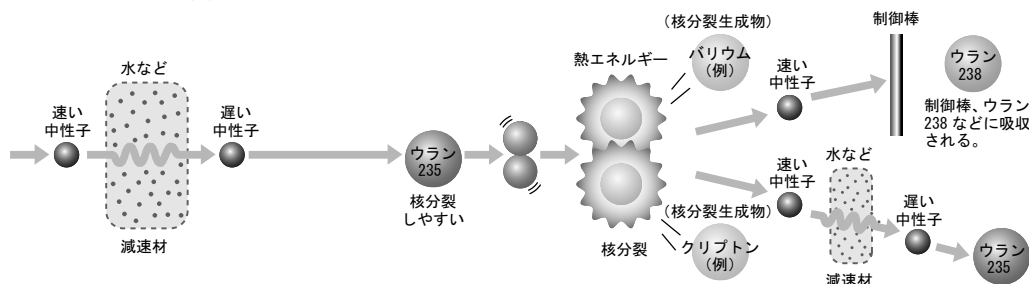 速い
中性子
水など
減速材
遅い
中性子
ウラン
235
核分裂
しやすい
熱エネルギー
核分裂
(核分裂生成物)
バリウム
(例)
(核分裂生成物)
クリプトン
(例)
速い
中性子
制御棒
ウラン
238
制御棒、ウラン
238 などに吸収
される。
速い
中性子
水など
減速材
遅い
中性子
ウラン
235